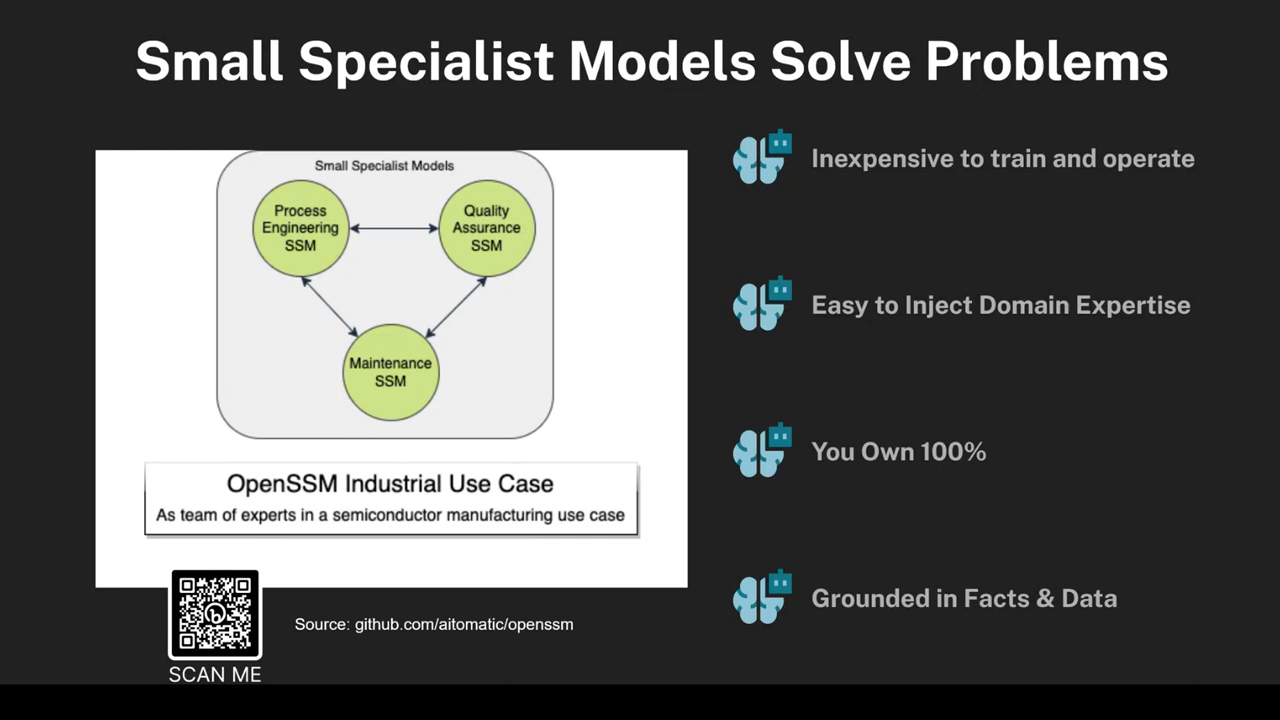 Small Specialist Models Solve Problems
Small Specialist Models
Process
Engineering
SSM
Quality
Assurance
SSM
Maintenance
SSM
OpenSSM Industrial Use Case
As team of experts in a semiconductor manufacturing use case
SCAN ME
Source: github.com/aitomatic/openssm
Inexpensive to train and operate
Easy to Inject Domain Expertise
You Own 100%
Grounded in Facts & Data